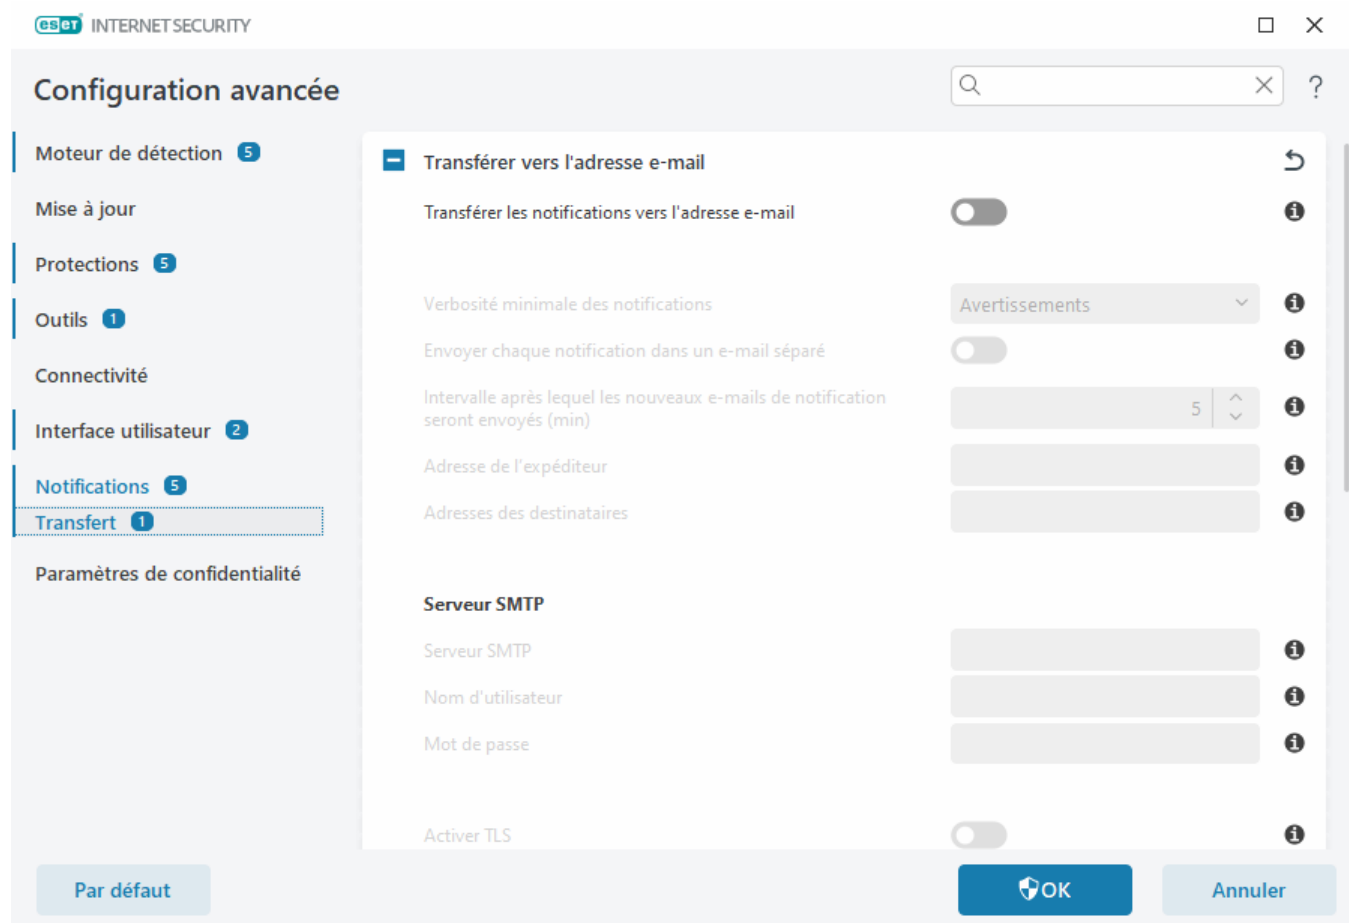 eset INTERNET SECURITY
Configuration avancée
?
Moteur de détection 5
Mise à jour
Protections 5
Outils 1
Connectivité
Interface utilisateur 2
Notifications 5
Transfert 1
Paramètres de confidentialité
Transférer vers l'adresse e-mail
Transférer les notifications vers l'adresse e-mail
Verbosité minimale des notifications
Avertissements
Envoyer chaque notification dans un e-mail séparé
Intervalle après lequel les nouveaux e-mails de notification
seront envoyés (min)
5
Adresse de l'expéditeur
Adresses des destinataires
Serveur SMTP
Serveur SMTP
Nom d'utilisateur
Mot de passe
Activer TLS
Par défaut
OK
Annuler